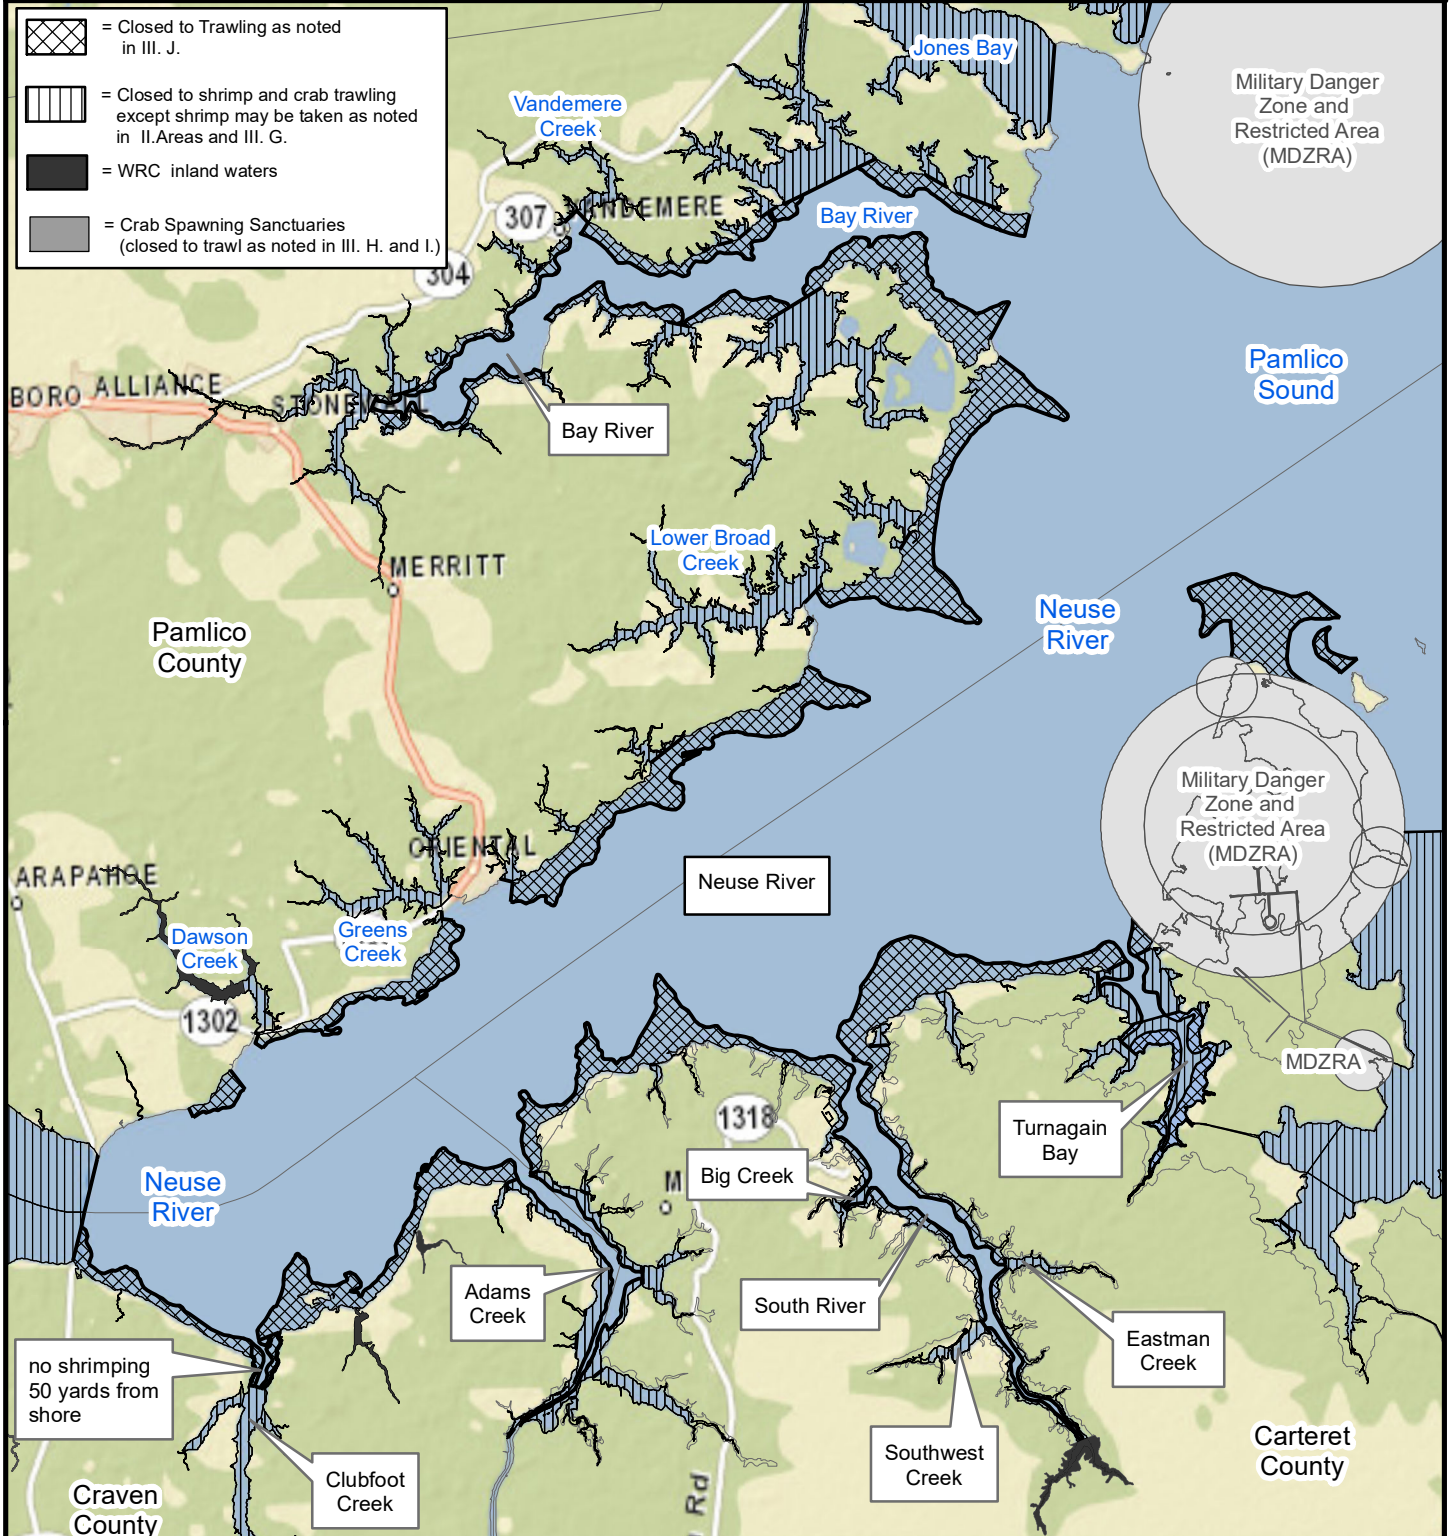 = Closed to Trawling as noted
in III. J.
= Closed to shrimp and crab trawling
except shrimp may be taken as noted
in II.Areas and III. G.
= WRC inland waters
= Crab Spawning Sanctuaries
(closed to trawl as noted in III. H. and I.)
Jones Bay
Military Danger
Zone and
Restricted Area
(MDZRA)
Vandemere
Creek
307
Bay River
304
Pamlico
Sound
BORO
ALLIANCE
Bay River
Lower Broad
Creek
MERRITT
Neuse
River
Pamlico
County
Military Danger
Zone and
Restricted Area
(MDZRA)
ORIENTAL
ARAPAHOE
Neuse River
Dawson
Creek
Greens
Creek
1302
MDZRA
1318
Turnagain
Bay
Big Creek
M
Neuse
River
Adams
Creek
South River
Eastman
Creek
no shrimping
50 yards from
shore
Southwest
Creek
Carteret
County
Clubfoot
Creek
Craven
County
Rd